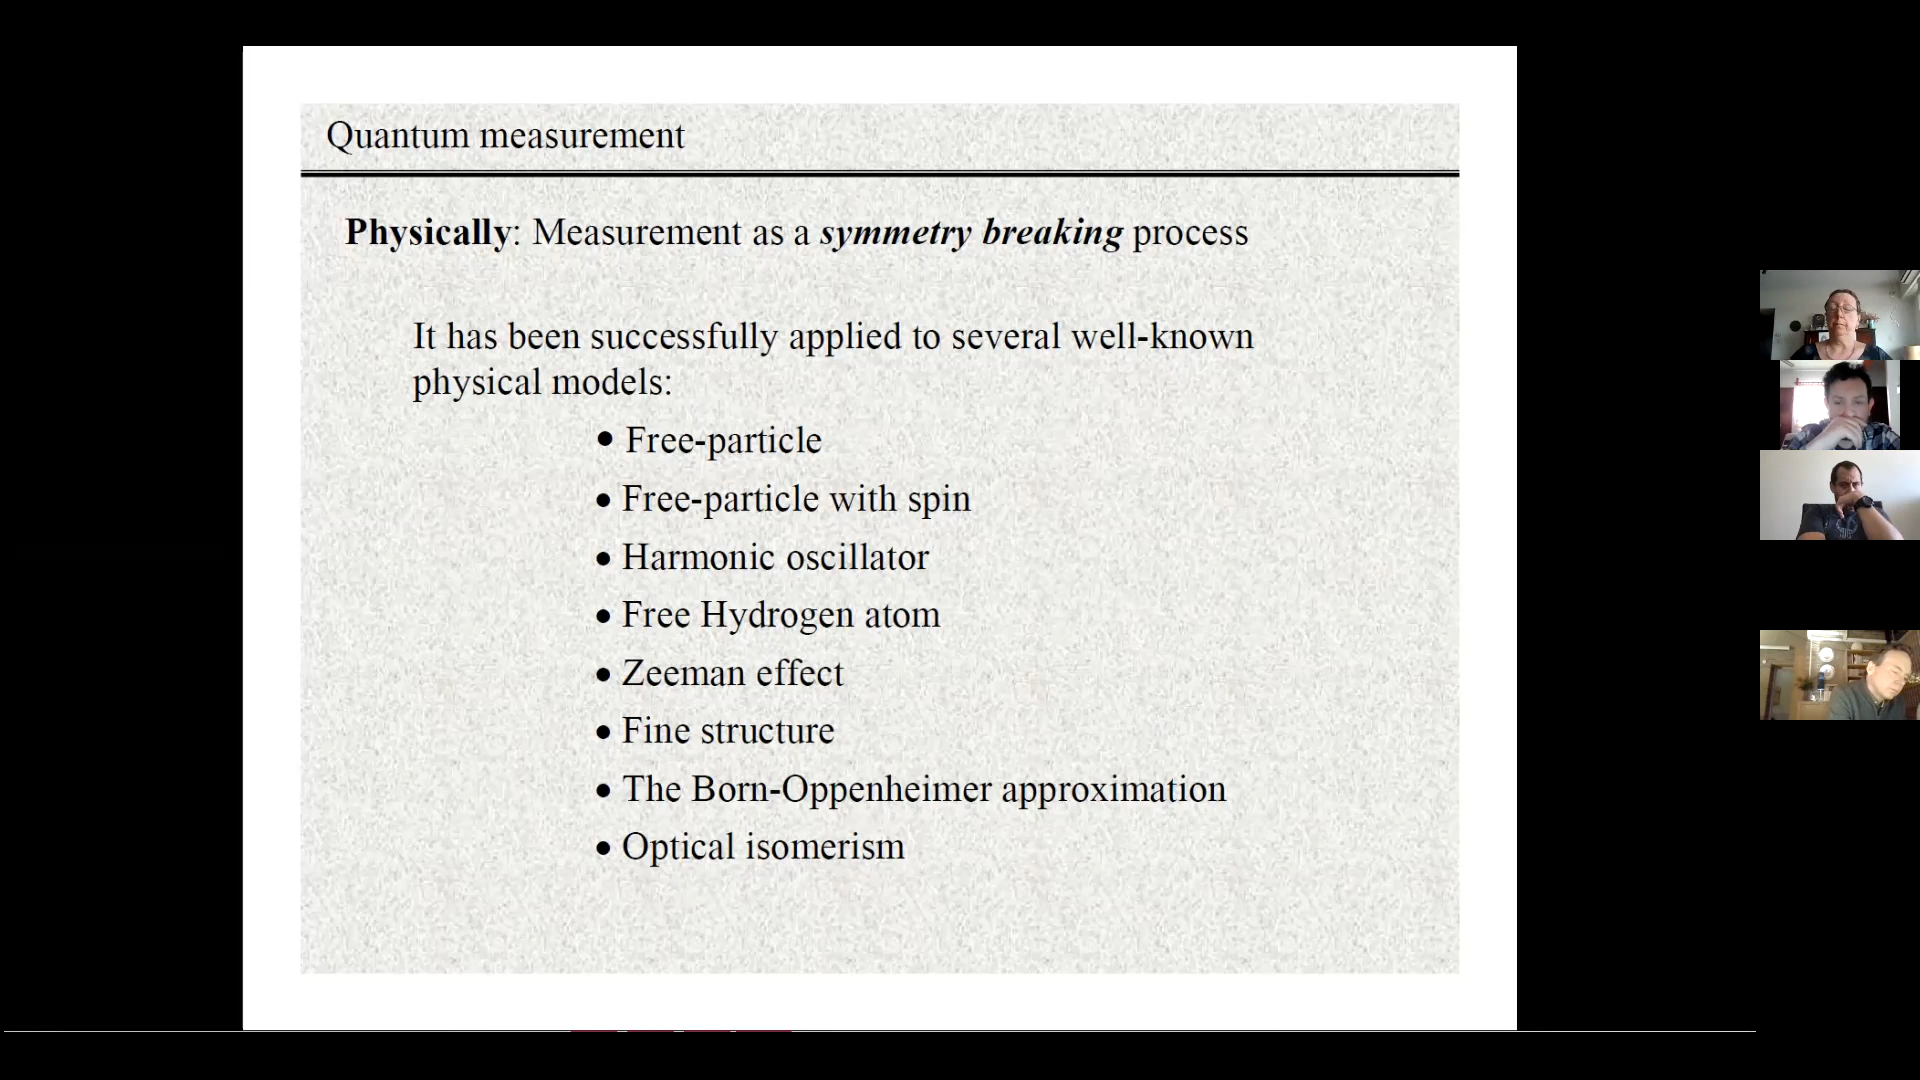 Quantum measurement
Physically: Measurement as a symmetry breaking process
It has been successfully applied to several well-known
physical models:
• Free-particle
• Free-particle with spin
• Harmonic oscillator
• Free Hydrogen atom
• Zeeman effect
• Fine structure
• The Born-Oppenheimer approximation
• Optical isomerism